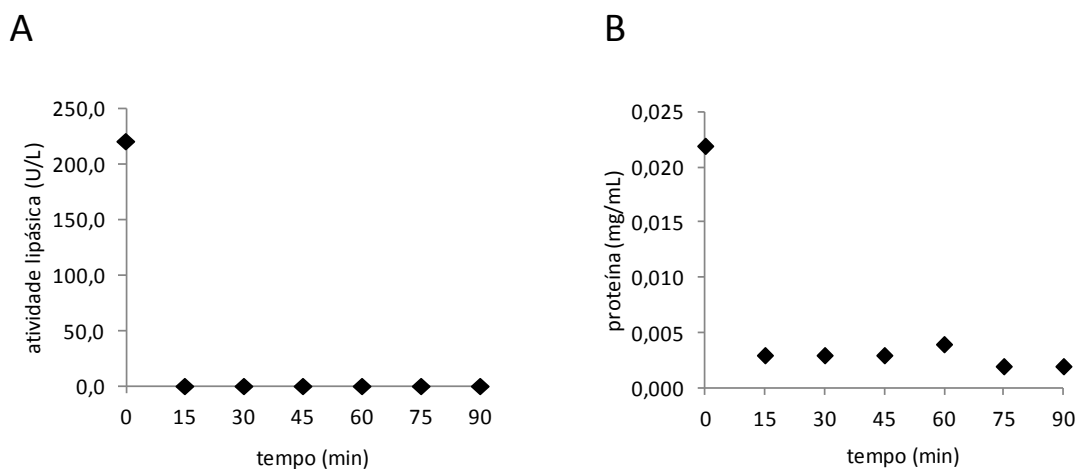 A
B
250,0
200,0
150,0
100,0
50,0
0,0
atividade lipásica (U/L)
0 15 30 45 60 75 90
tempo (min)
0,025
0,020
0,015
0,010
0,005
0,000
proteína (mg/mL)
0 15 30 45 60 75 90
tempo (min)